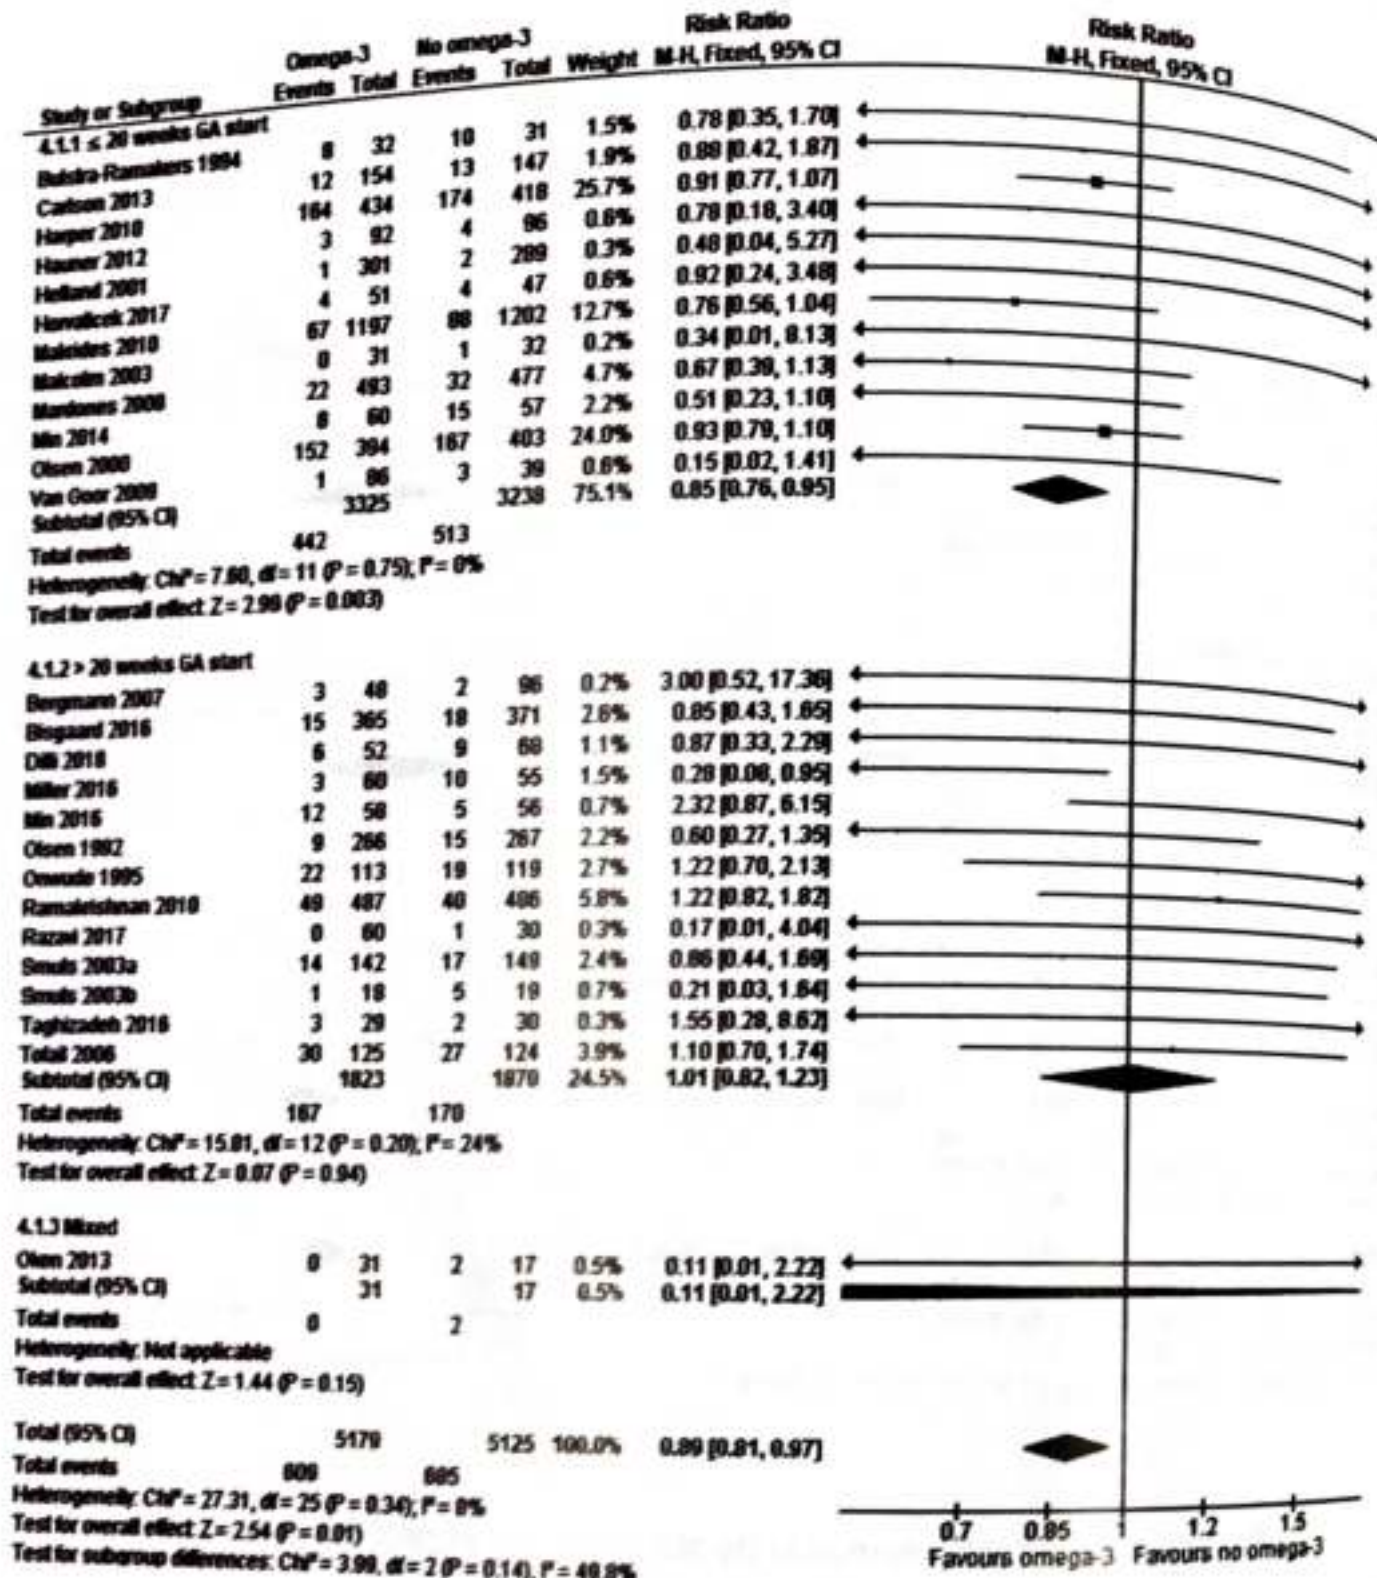 Risk Ratio Risk Ratio
Omega-3 No omega-3
Study or Subgroup Events Total Events Total Weight M-H, Fixed, 95% CI M-H, Fixed, 95% CI
4.1.1 ≤ 20 weeks GA start
Bulstra-Ramakers 1994 8 32 10 31 1.5% 0.78 [0.35, 1.70]
Carlson 2013 12 154 13 147 1.9% 0.88 [0.42, 1.87]
Harper 2010 164 434 174 418 25.7% 0.91 [0.77, 1.07]
Hauner 2012 3 92 4 96 0.6% 0.78 [0.18, 3.40]
Helland 2001 1 301 2 289 0.3% 0.48 [0.04, 5.27]
Horvaticek 2017 4 51 4 47 0.6% 0.92 [0.24, 3.48]
Makrides 2010 67 1197 88 1202 12.7% 0.76 [0.56, 1.04]
Malcolm 2003 0 31 1 32 0.2% 0.34 [0.01, 8.13]
Mardones 2008 22 493 32 477 4.7% 0.67 [0.39, 1.13]
Min 2014 8 60 15 57 2.2% 0.51 [0.23, 1.10]
Olsen 2000 152 394 167 403 24.0% 0.93 [0.79, 1.10]
Van Goor 2009 1 86 3 39 0.6% 0.15 [0.02, 1.41]
Subtotal (95% CI) 3325 3238 75.1% 0.85 [0.76, 0.95]
Total events 442 513
Heterogeneity: Chi² = 7.60, df = 11 (P = 0.75); I² = 0%
Test for overall effect: Z = 2.98 (P = 0.003)
4.1.2 > 20 weeks GA start
Bergmann 2007 3 48 2 96 0.2% 3.00 [0.52, 17.36]
Bisgaard 2016 15 365 18 371 2.6% 0.85 [0.43, 1.65]
Dilli 2018 6 52 9 68 1.1% 0.87 [0.33, 2.29]
Miller 2016 3 60 10 55 1.5% 0.28 [0.08, 0.95]
Min 2016 12 58 5 56 0.7% 2.32 [0.87, 6.15]
Olsen 1992 9 266 15 267 2.2% 0.60 [0.27, 1.35]
Onwude 1995 22 113 19 119 2.7% 1.22 [0.70, 2.13]
Ramakrishnan 2010 49 487 40 486 5.8% 1.22 [0.82, 1.82]
Razavi 2017 0 60 1 30 0.3% 0.17 [0.01, 4.04]
Smuts 2003a 14 142 17 149 2.4% 0.86 [0.44, 1.69]
Smuts 2003b 1 18 5 19 0.7% 0.21 [0.03, 1.64]
Taghizadeh 2016 3 29 2 30 0.3% 1.55 [0.28, 8.62]
Tofail 2006 30 125 27 124 3.9% 1.10 [0.70, 1.74]
Subtotal (95% CI) 1823 1870 24.5% 1.01 [0.82, 1.23]
Total events 167 170
Heterogeneity: Chi² = 15.81, df = 12 (P = 0.20); I² = 24%
Test for overall effect: Z = 0.07 (P = 0.94)
4.1.3 Mixed
Oken 2013 0 31 2 17 0.5% 0.11 [0.01, 2.22]
Subtotal (95% CI) 31 17 0.5% 0.11 [0.01, 2.22]
Total events 0 2
Heterogeneity: Not applicable
Test for overall effect: Z = 1.44 (P = 0.15)
Total (95% CI) 5179 5125 100.0% 0.89 [0.81, 0.97]
Total events 609 685
Heterogeneity: Chi² = 27.31, df = 25 (P = 0.34); I² = 8%
Test for overall effect: Z = 2.54 (P = 0.01)
Test for subgroup differences: Chi² = 3.99, df = 2 (P = 0.14), I² = 49.8%
0.7 0.85 1 1.2 1.5
Favours omega-3 Favours no omega-3